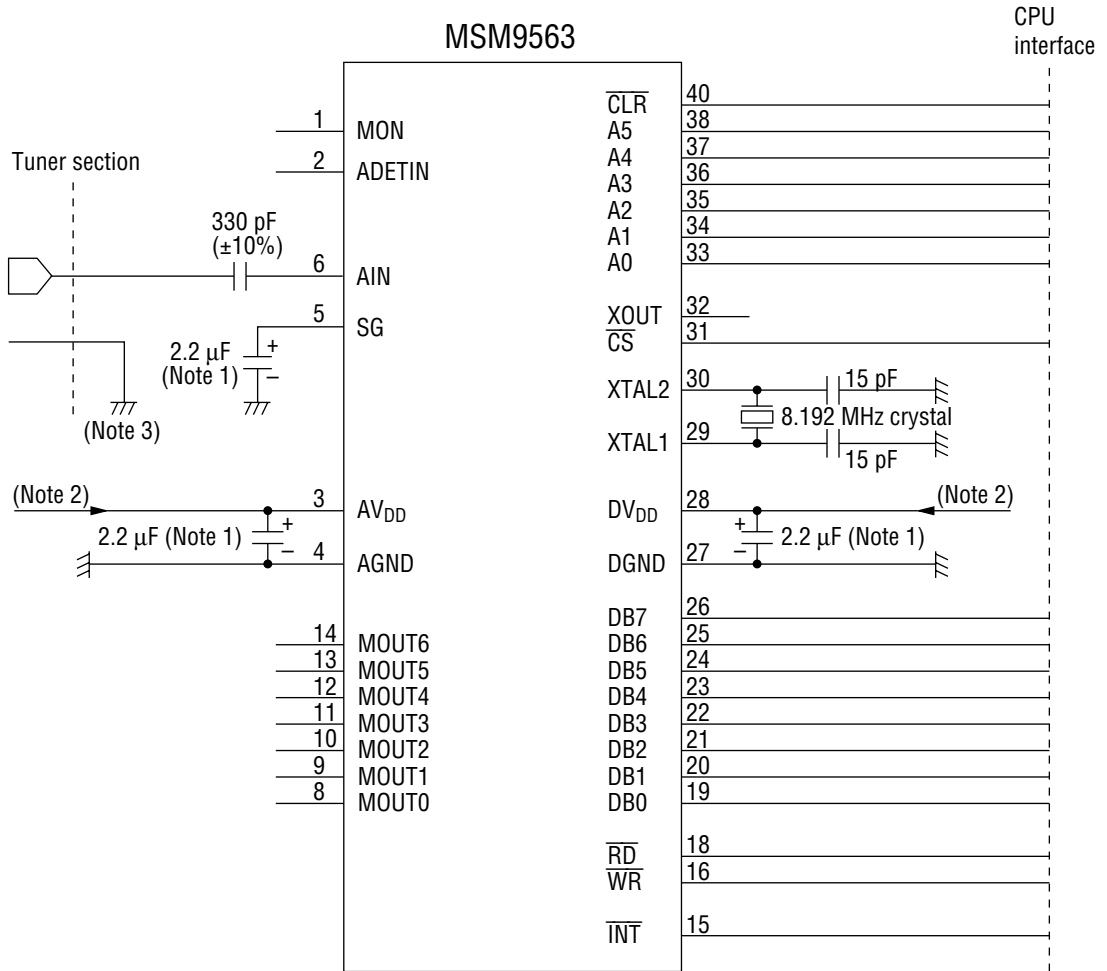 MSM9563
CPU
interface
Tuner section
1
MON
2
ADETIN
330 pF
(±10%)
6
AIN
5
SG
2.2 μF
(Note 1)
+
–
(Note 3)
(Note 2)
3
AVDD
2.2 μF (Note 1)
+
–
4
AGND
14
MOUT6
13
MOUT5
12
MOUT4
11
MOUT3
10
MOUT2
9
MOUT1
8
MOUT0
CLR
40
A5
38
A4
37
A3
36
A2
35
A1
34
A0
33
XOUT
32
CS
31
XTAL2
30
15 pF
8.192 MHz crystal
XTAL1
29
15 pF
DVDD
28
(Note 2)
+
–
2.2 μF (Note 1)
DGND
27
DB7
26
DB6
25
DB5
24
DB4
23
DB3
22
DB2
21
DB1
20
DB0
19
RD
18
WR
16
INT
15